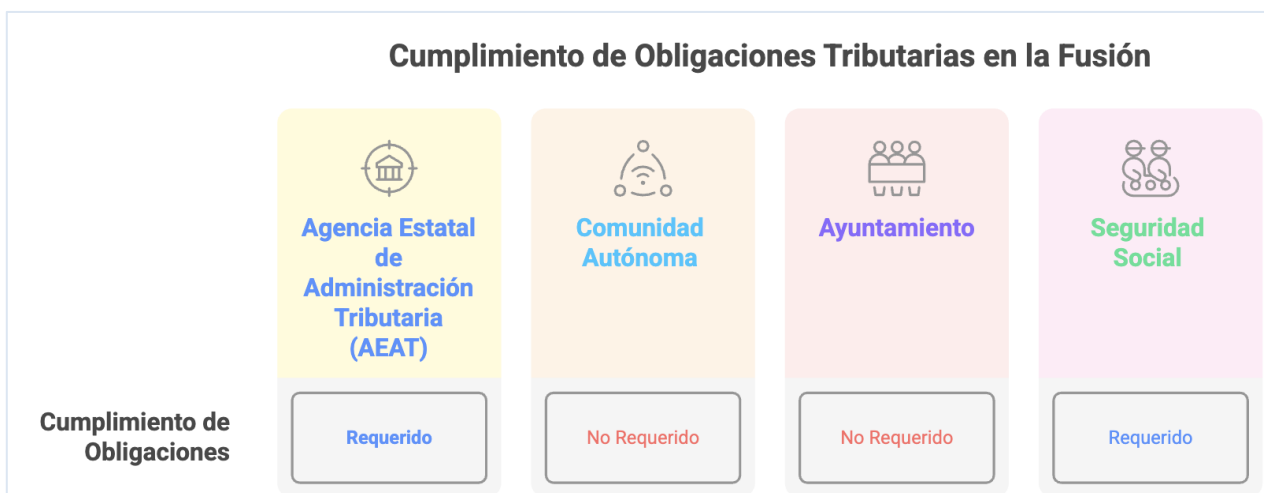 Cumplimiento de Obligaciones Tributarias en la Fusión
Agencia Estatal
de
Administración
Tributaria
(AEAT)
Comunidad
Autónoma
Ayuntamiento
Seguridad
Social
Cumplimiento de
Obligaciones
Requerido
No Requerido
No Requerido
Requerido